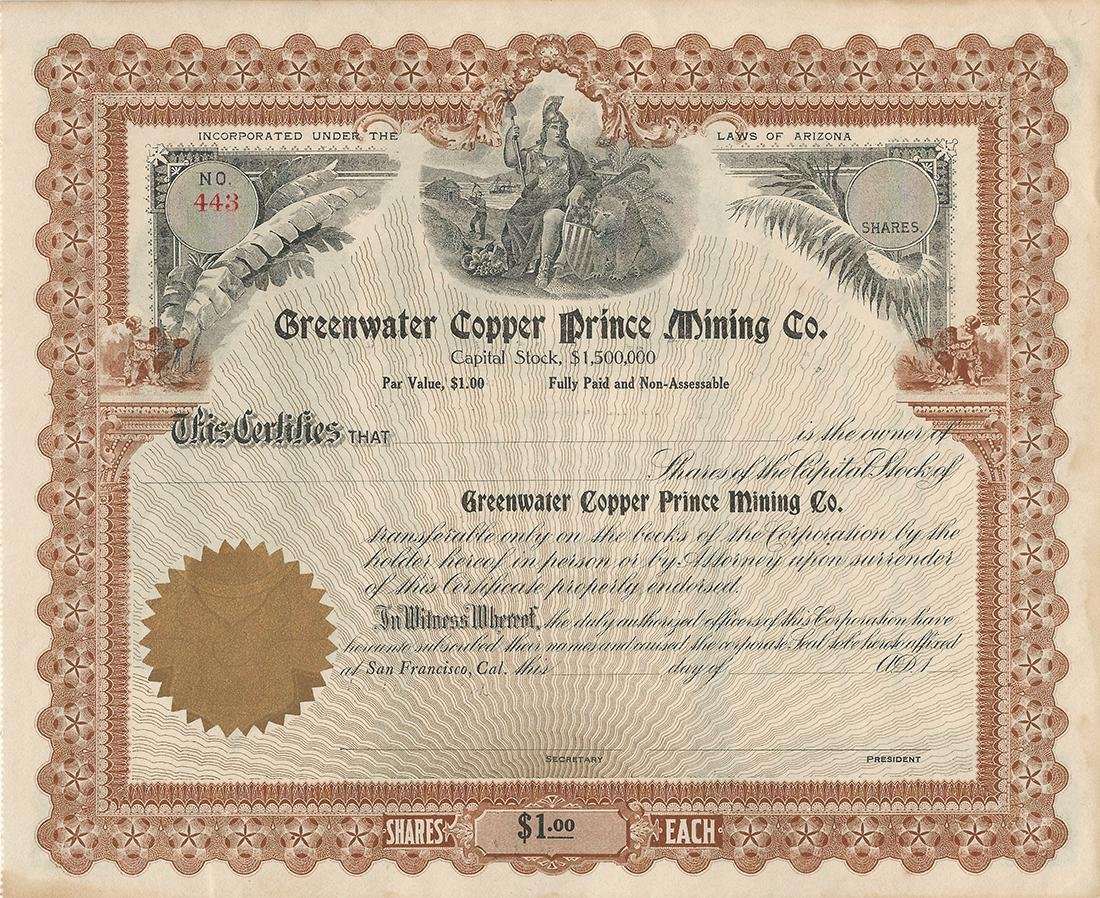 INCORPORATED UNDER THE LAWS OF ARIZONA
NO.
443
SHARES.
Greenwater Copper Prince Mining Co.
Capital Stock, $1,500,000
Par Value, $1.00 Fully Paid and Non-Assessable
This Certifies THAT is the owner of
Shares of the Capital Stock of
Greenwater Copper Prince Mining Co.
transferable only on the books of the Corporation by the
holder hereof in person or by Attorney upon surrender
of this Certificate properly endorsed.
In Witness Whereof, the duly authorized officers of this Corporation have
hereunto subscribed their names and caused the corporate Seal to be hereto affixed
at San Francisco, Cal. this day of A.D. 1
SECRETARY PRESIDENT
SHARES $1.00 EACH